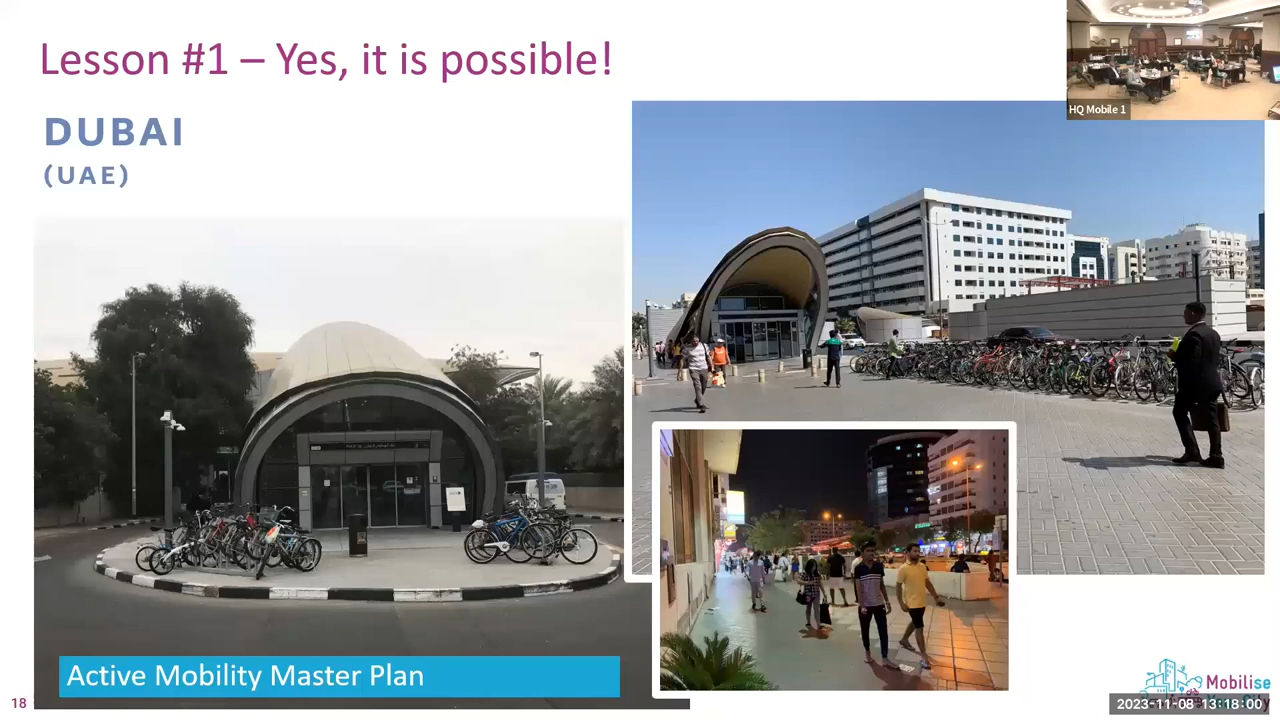 Lesson #1 – Yes, it is possible!
HQ Mobile 1
DUBAI
(UAE)
Active Mobility Master Plan
18
Mobilise
2023-11-08 13:18:00